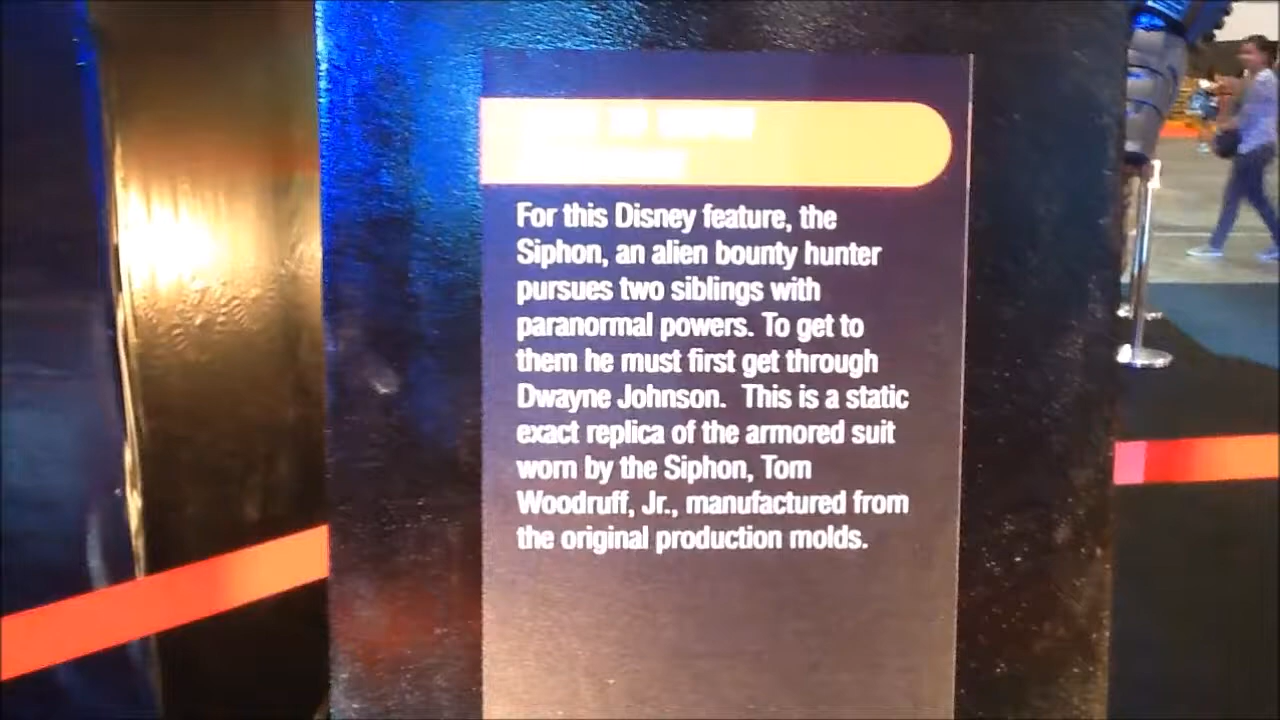 For this Disney feature, the
Siphon, an alien bounty hunter
pursues two siblings with
paranormal powers. To get to
them he must first get through
Dwayne Johnson. This is a static
exact replica of the armored suit
worn by the Siphon, Tom
Woodruff, Jr., manufactured from
the original production molds.